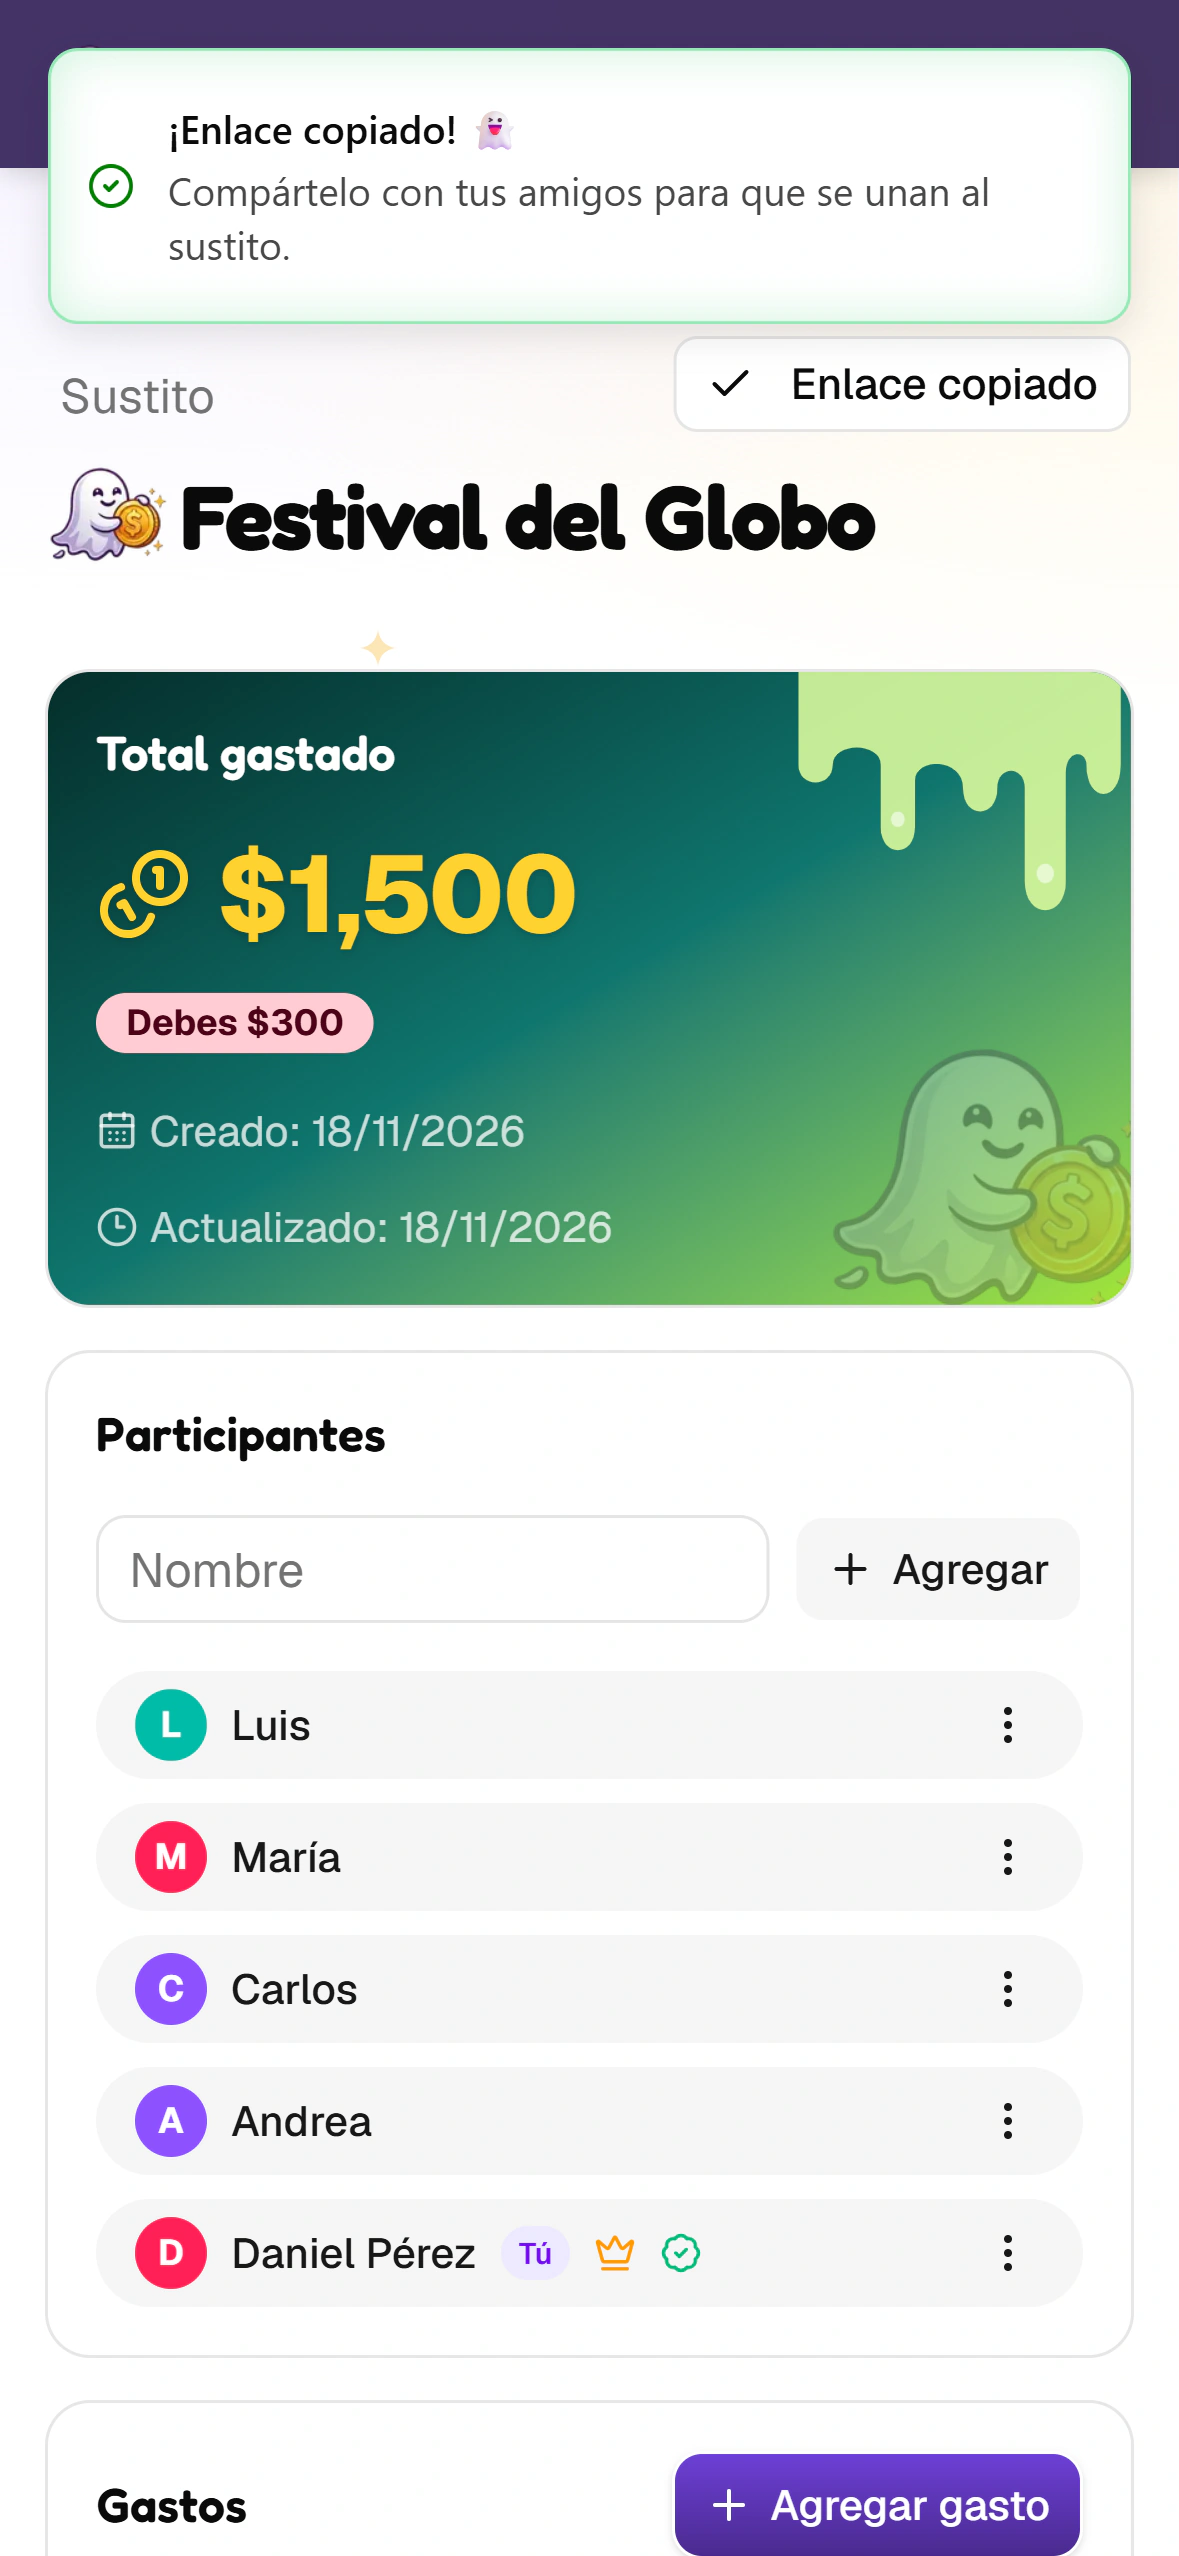 ¡Enlace copiado! 👻
Compártelo con tus amigos para que se unan al
sustito.
Sustito
Enlace copiado
Festival del Globo
Total gastado
$1,500
Debes $300
Creado: 18/11/2026
Actualizado: 18/11/2026
Participantes
Nombre
+ Agregar
L Luis
M María
C Carlos
A Andrea
D Daniel Pérez Tú
Gastos
+ Agregar gasto